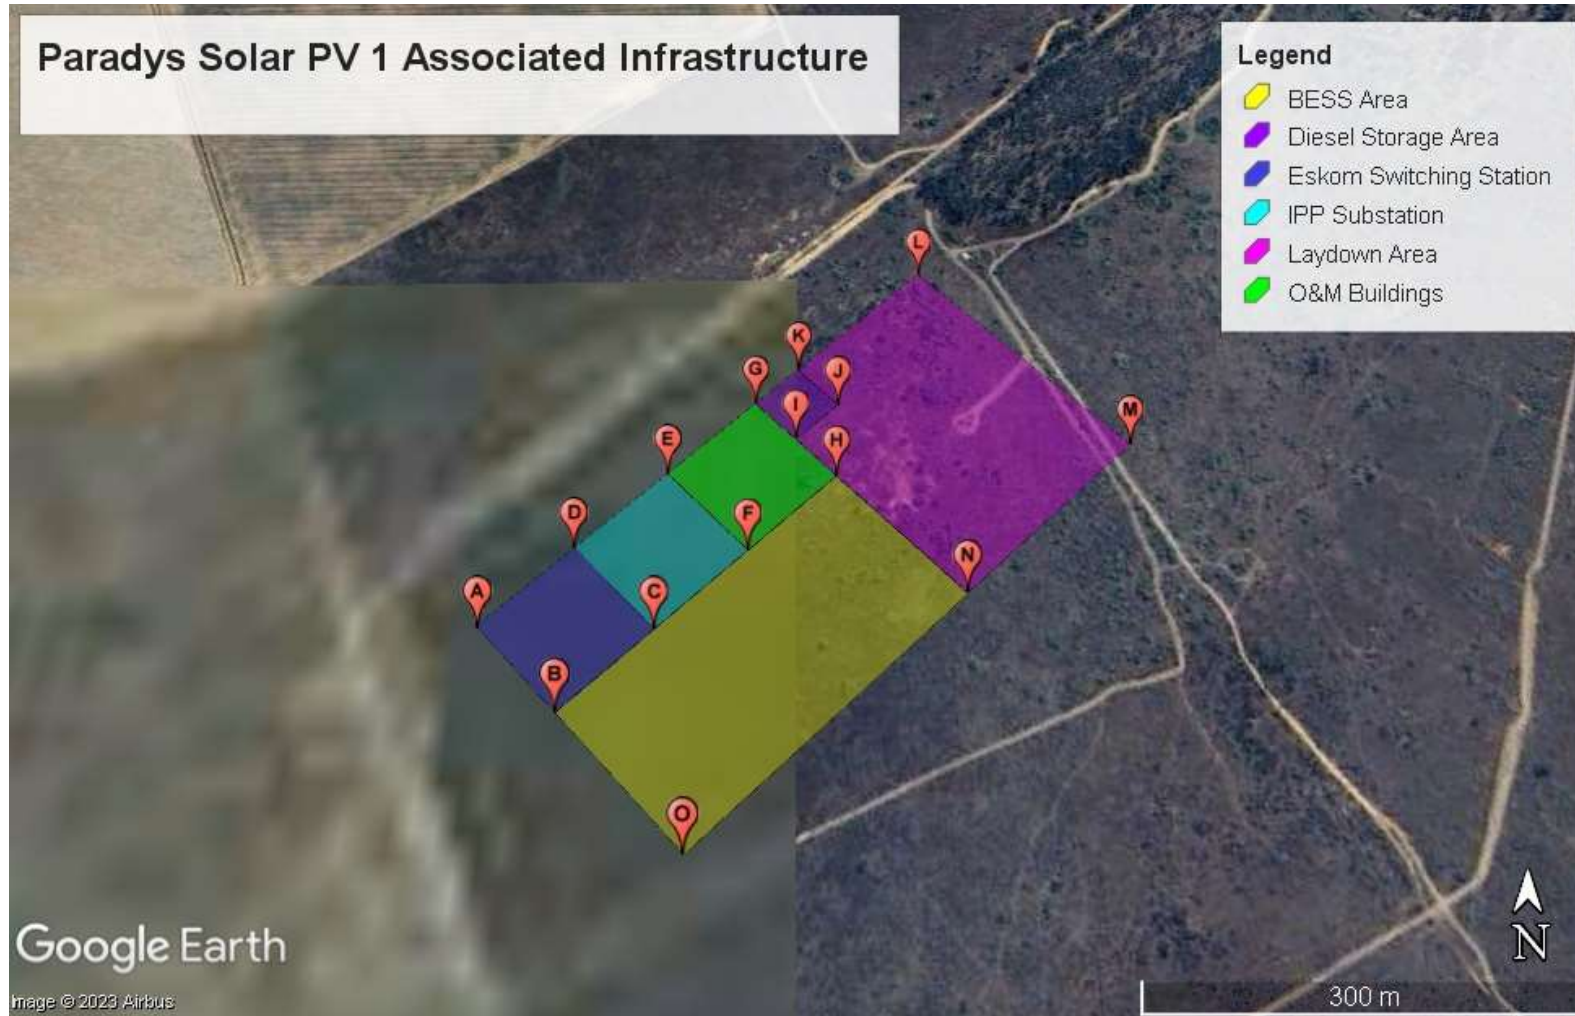 Paradys Solar PV 1 Associated Infrastructure
Legend
BESS Area
Diesel Storage Area
Eskom Switching Station
IPP Substation
Laydown Area
O&M Buildings
L
K
G
J
I
M
E
H
D
F
N
A
C
B
O
Google Earth
N
Image © 2023 Airbus
300 m